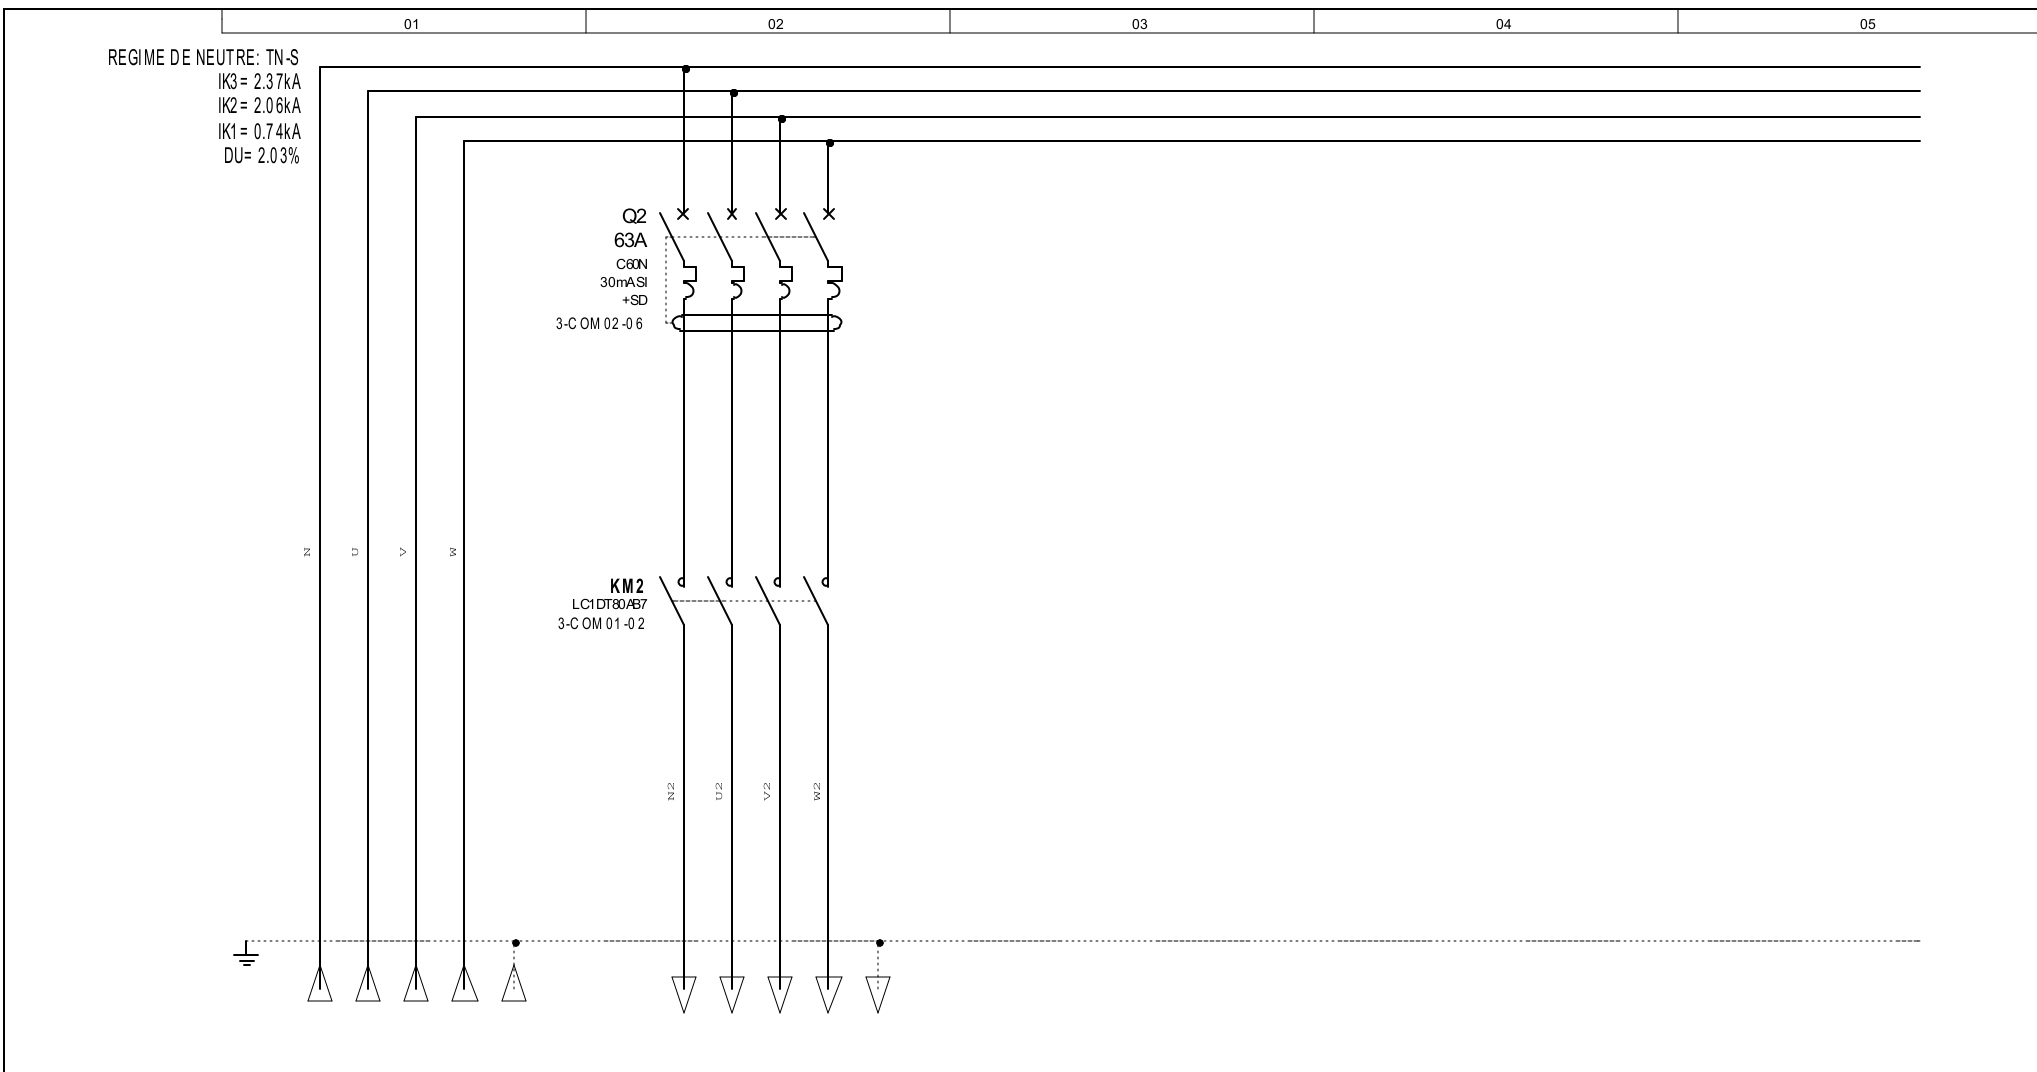 01 02 03 04 05
REGIME DE NEUTRE: TN-S
IK3= 2.37kA
IK2= 2.06kA
IK1= 0.74kA
DU= 2.03%
Q2
63A
C60N
30mASI
+SD
3-COM02-06
N U V W
KM2
LC1DT80AB7
3-COM01-02
N2 U2 V2 W2